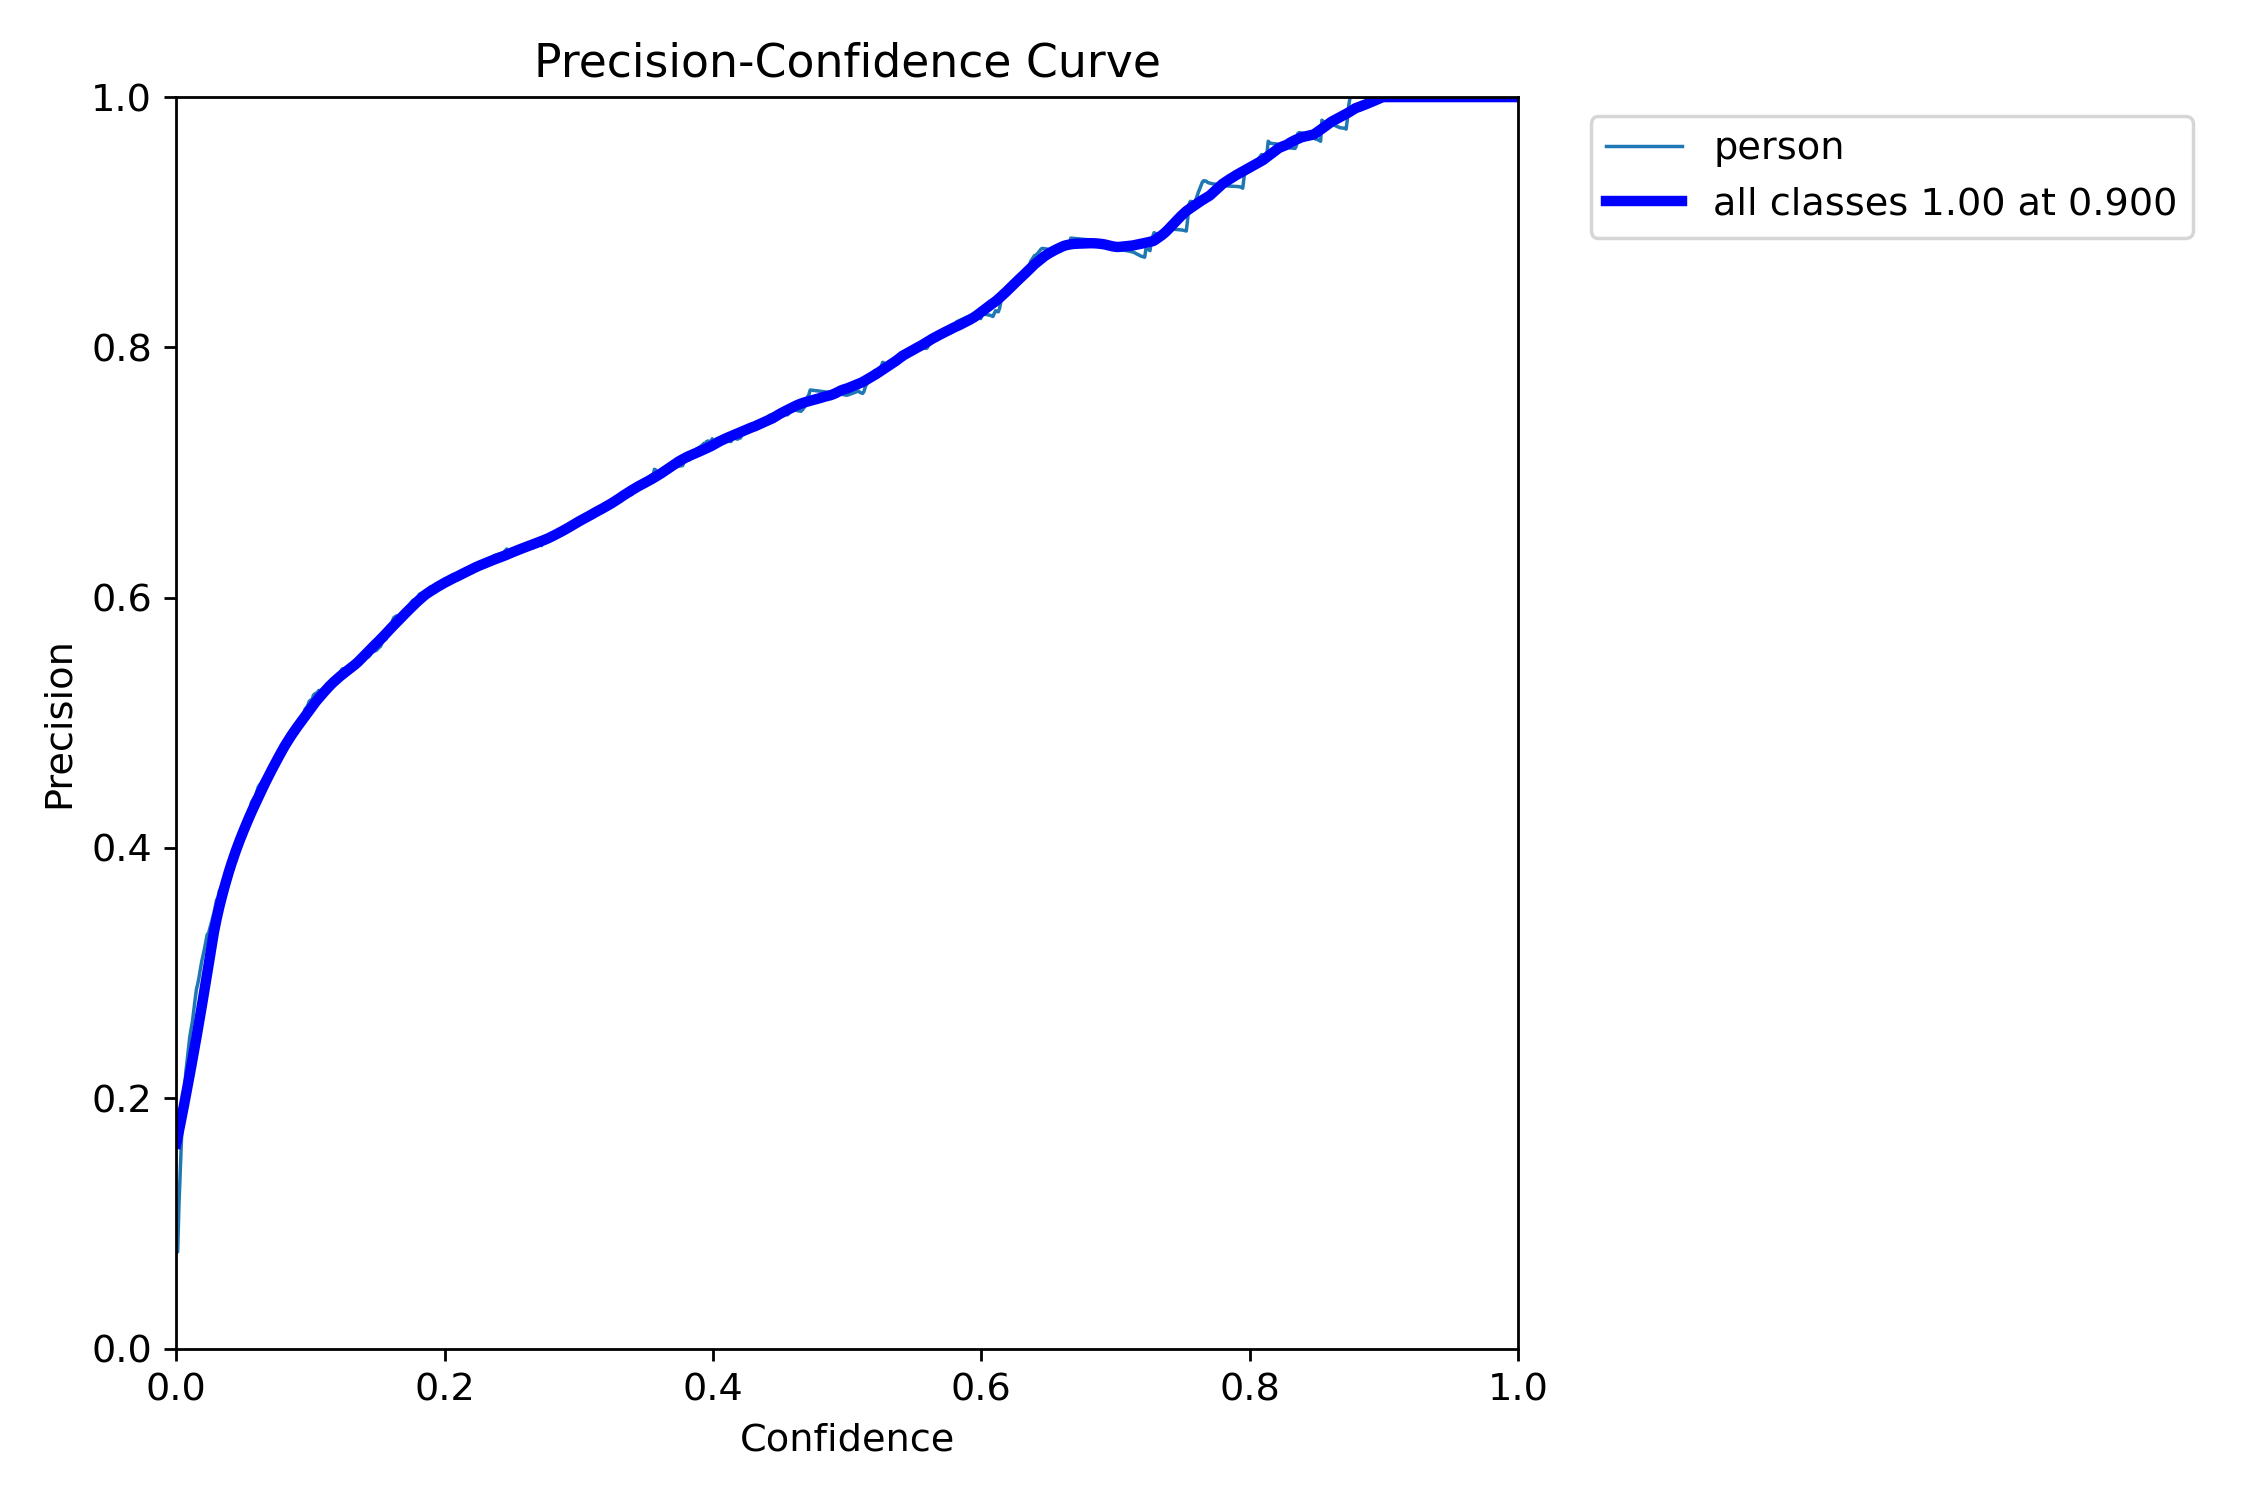 Precision-Confidence Curve
1.0
0.8
0.6
0.4
0.2
0.0
Precision
0.0 0.2 0.4 0.6 0.8 1.0
Confidence
person
all classes 1.00 at 0.900